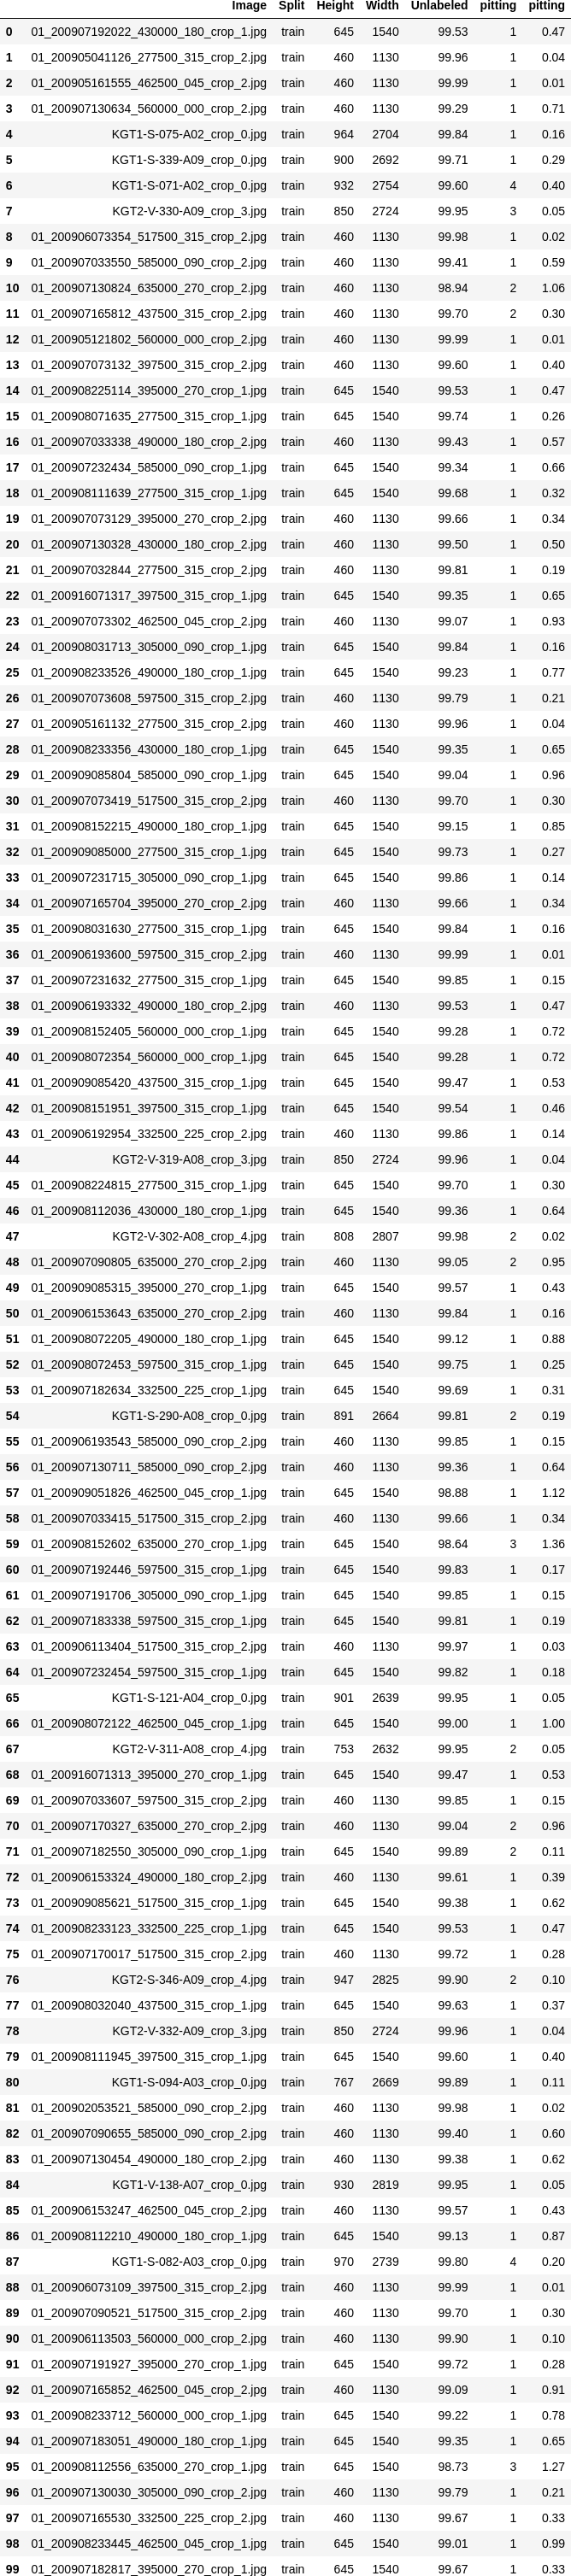 Image Split Height Width Unlabeled pitting pitting
0 01_200907192022_430000_180_crop_1.jpg train 645 1540 99.53 1 0.47
1 01_200905041126_277500_315_crop_2.jpg train 460 1130 99.96 1 0.04
2 01_200905161555_462500_045_crop_2.jpg train 460 1130 99.99 1 0.01
3 01_200907130634_560000_000_crop_2.jpg train 460 1130 99.29 1 0.71
4 KGT1-S-075-A02_crop_0.jpg train 964 2704 99.84 1 0.16
5 KGT1-S-339-A09_crop_0.jpg train 900 2692 99.71 1 0.29
6 KGT1-S-071-A02_crop_0.jpg train 932 2754 99.60 4 0.40
7 KGT2-V-330-A09_crop_3.jpg train 850 2724 99.95 3 0.05
8 01_200906073354_517500_315_crop_2.jpg train 460 1130 99.98 1 0.02
9 01_200907033550_585000_090_crop_2.jpg train 460 1130 99.41 1 0.59
10 01_200907130824_635000_270_crop_2.jpg train 460 1130 98.94 2 1.06
11 01_200907165812_437500_315_crop_2.jpg train 460 1130 99.70 2 0.30
12 01_200905121802_560000_000_crop_2.jpg train 460 1130 99.99 1 0.01
13 01_200907073132_397500_315_crop_2.jpg train 460 1130 99.60 1 0.40
14 01_200908225114_395000_270_crop_1.jpg train 645 1540 99.53 1 0.47
15 01_200908071635_277500_315_crop_1.jpg train 645 1540 99.74 1 0.26
16 01_200907033338_490000_180_crop_2.jpg train 460 1130 99.43 1 0.57
17 01_200907232434_585000_090_crop_1.jpg train 645 1540 99.34 1 0.66
18 01_200908111639_277500_315_crop_1.jpg train 645 1540 99.68 1 0.32
19 01_200907073129_395000_270_crop_2.jpg train 460 1130 99.66 1 0.34
20 01_200907130328_430000_180_crop_2.jpg train 460 1130 99.50 1 0.50
21 01_200907032844_277500_315_crop_2.jpg train 460 1130 99.81 1 0.19
22 01_200916071317_397500_315_crop_1.jpg train 645 1540 99.35 1 0.65
23 01_200907073302_462500_045_crop_2.jpg train 460 1130 99.07 1 0.93
24 01_200908031713_305000_090_crop_1.jpg train 645 1540 99.84 1 0.16
25 01_200908233526_490000_180_crop_1.jpg train 645 1540 99.23 1 0.77
26 01_200907073608_597500_315_crop_2.jpg train 460 1130 99.79 1 0.21
27 01_200905161132_277500_315_crop_2.jpg train 460 1130 99.96 1 0.04
28 01_200908233356_430000_180_crop_1.jpg train 645 1540 99.35 1 0.65
29 01_200909085804_585000_090_crop_1.jpg train 645 1540 99.04 1 0.96
30 01_200907073419_517500_315_crop_2.jpg train 460 1130 99.70 1 0.30
31 01_200908152215_490000_180_crop_1.jpg train 645 1540 99.15 1 0.85
32 01_200909085000_277500_315_crop_1.jpg train 645 1540 99.73 1 0.27
33 01_200907231715_305000_090_crop_1.jpg train 645 1540 99.86 1 0.14
34 01_200907165704_395000_270_crop_2.jpg train 460 1130 99.66 1 0.34
35 01_200908031630_277500_315_crop_1.jpg train 645 1540 99.84 1 0.16
36 01_200906193600_597500_315_crop_2.jpg train 460 1130 99.99 1 0.01
37 01_200907231632_277500_315_crop_1.jpg train 645 1540 99.85 1 0.15
38 01_200906193332_490000_180_crop_2.jpg train 460 1130 99.53 1 0.47
39 01_200908152405_560000_000_crop_1.jpg train 645 1540 99.28 1 0.72
40 01_200908072354_560000_000_crop_1.jpg train 645 1540 99.28 1 0.72
41 01_200909085420_437500_315_crop_1.jpg train 645 1540 99.47 1 0.53
42 01_200908151951_397500_315_crop_1.jpg train 645 1540 99.54 1 0.46
43 01_200906192954_332500_225_crop_2.jpg train 460 1130 99.86 1 0.14
44 KGT2-V-319-A08_crop_3.jpg train 850 2724 99.96 1 0.04
45 01_200908224815_277500_315_crop_1.jpg train 645 1540 99.70 1 0.30
46 01_200908112036_430000_180_crop_1.jpg train 645 1540 99.36 1 0.64
47 KGT2-V-302-A08_crop_4.jpg train 808 2807 99.98 2 0.02
48 01_200907090805_635000_270_crop_2.jpg train 460 1130 99.05 2 0.95
49 01_200909085315_395000_270_crop_1.jpg train 645 1540 99.57 1 0.43
50 01_200906153643_635000_270_crop_2.jpg train 460 1130 99.84 1 0.16
51 01_200908072205_490000_180_crop_1.jpg train 645 1540 99.12 1 0.88
52 01_200908072453_597500_315_crop_1.jpg train 645 1540 99.75 1 0.25
53 01_200907182634_332500_225_crop_1.jpg train 645 1540 99.69 1 0.31
54 KGT1-S-290-A08_crop_0.jpg train 891 2664 99.81 2 0.19
55 01_200906193543_585000_090_crop_2.jpg train 460 1130 99.85 1 0.15
56 01_200907130711_585000_090_crop_2.jpg train 460 1130 99.36 1 0.64
57 01_200909051826_462500_045_crop_1.jpg train 645 1540 98.88 1 1.12
58 01_200907033415_517500_315_crop_2.jpg train 460 1130 99.66 1 0.34
59 01_200908152602_635000_270_crop_1.jpg train 645 1540 98.64 3 1.36
60 01_200907192446_597500_315_crop_1.jpg train 645 1540 99.83 1 0.17
61 01_200907191706_305000_090_crop_1.jpg train 645 1540 99.85 1 0.15
62 01_200907183338_597500_315_crop_1.jpg train 645 1540 99.81 1 0.19
63 01_200906113404_517500_315_crop_2.jpg train 460 1130 99.97 1 0.03
64 01_200907232454_597500_315_crop_1.jpg train 645 1540 99.82 1 0.18
65 KGT1-S-121-A04_crop_0.jpg train 901 2639 99.95 1 0.05
66 01_200908072122_462500_045_crop_1.jpg train 645 1540 99.00 1 1.00
67 KGT2-V-311-A08_crop_4.jpg train 753 2632 99.95 2 0.05
68 01_200916071313_395000_270_crop_1.jpg train 645 1540 99.47 1 0.53
69 01_200907033607_597500_315_crop_2.jpg train 460 1130 99.85 1 0.15
70 01_200907170327_635000_270_crop_2.jpg train 460 1130 99.04 2 0.96
71 01_200907182550_305000_090_crop_1.jpg train 645 1540 99.89 2 0.11
72 01_200906153324_490000_180_crop_2.jpg train 460 1130 99.61 1 0.39
73 01_200909085621_517500_315_crop_1.jpg train 645 1540 99.38 1 0.62
74 01_200908233123_332500_225_crop_1.jpg train 645 1540 99.53 1 0.47
75 01_200907170017_517500_315_crop_2.jpg train 460 1130 99.72 1 0.28
76 KGT2-S-346-A09_crop_4.jpg train 947 2825 99.90 2 0.10
77 01_200908032040_437500_315_crop_1.jpg train 645 1540 99.63 1 0.37
78 KGT2-V-332-A09_crop_3.jpg train 850 2724 99.96 1 0.04
79 01_200908111945_397500_315_crop_1.jpg train 645 1540 99.60 1 0.40
80 KGT1-S-094-A03_crop_0.jpg train 767 2669 99.89 1 0.11
81 01_200902053521_585000_090_crop_2.jpg train 460 1130 99.98 1 0.02
82 01_200907090655_585000_090_crop_2.jpg train 460 1130 99.40 1 0.60
83 01_200907130454_490000_180_crop_2.jpg train 460 1130 99.38 1 0.62
84 KGT1-V-138-A07_crop_0.jpg train 930 2819 99.95 1 0.05
85 01_200906153247_462500_045_crop_2.jpg train 460 1130 99.57 1 0.43
86 01_200908112210_490000_180_crop_1.jpg train 645 1540 99.13 1 0.87
87 KGT1-S-082-A03_crop_0.jpg train 970 2739 99.80 4 0.20
88 01_200906073109_397500_315_crop_2.jpg train 460 1130 99.99 1 0.01
89 01_200907090521_517500_315_crop_2.jpg train 460 1130 99.70 1 0.30
90 01_200906113503_560000_000_crop_2.jpg train 460 1130 99.90 1 0.10
91 01_200907191927_395000_270_crop_1.jpg train 645 1540 99.72 1 0.28
92 01_200907165852_462500_045_crop_2.jpg train 460 1130 99.09 1 0.91
93 01_200908233712_560000_000_crop_1.jpg train 645 1540 99.22 1 0.78
94 01_200907183051_490000_180_crop_1.jpg train 645 1540 99.35 1 0.65
95 01_200908112556_635000_270_crop_1.jpg train 645 1540 98.73 3 1.27
96 01_200907130030_305000_090_crop_2.jpg train 460 1130 99.79 1 0.21
97 01_200907165530_332500_225_crop_2.jpg train 460 1130 99.67 1 0.33
98 01_200908233445_462500_045_crop_1.jpg train 645 1540 99.01 1 0.99
99 01_200907182817_395000_270_crop_1.jpg train 645 1540 99.67 1 0.33